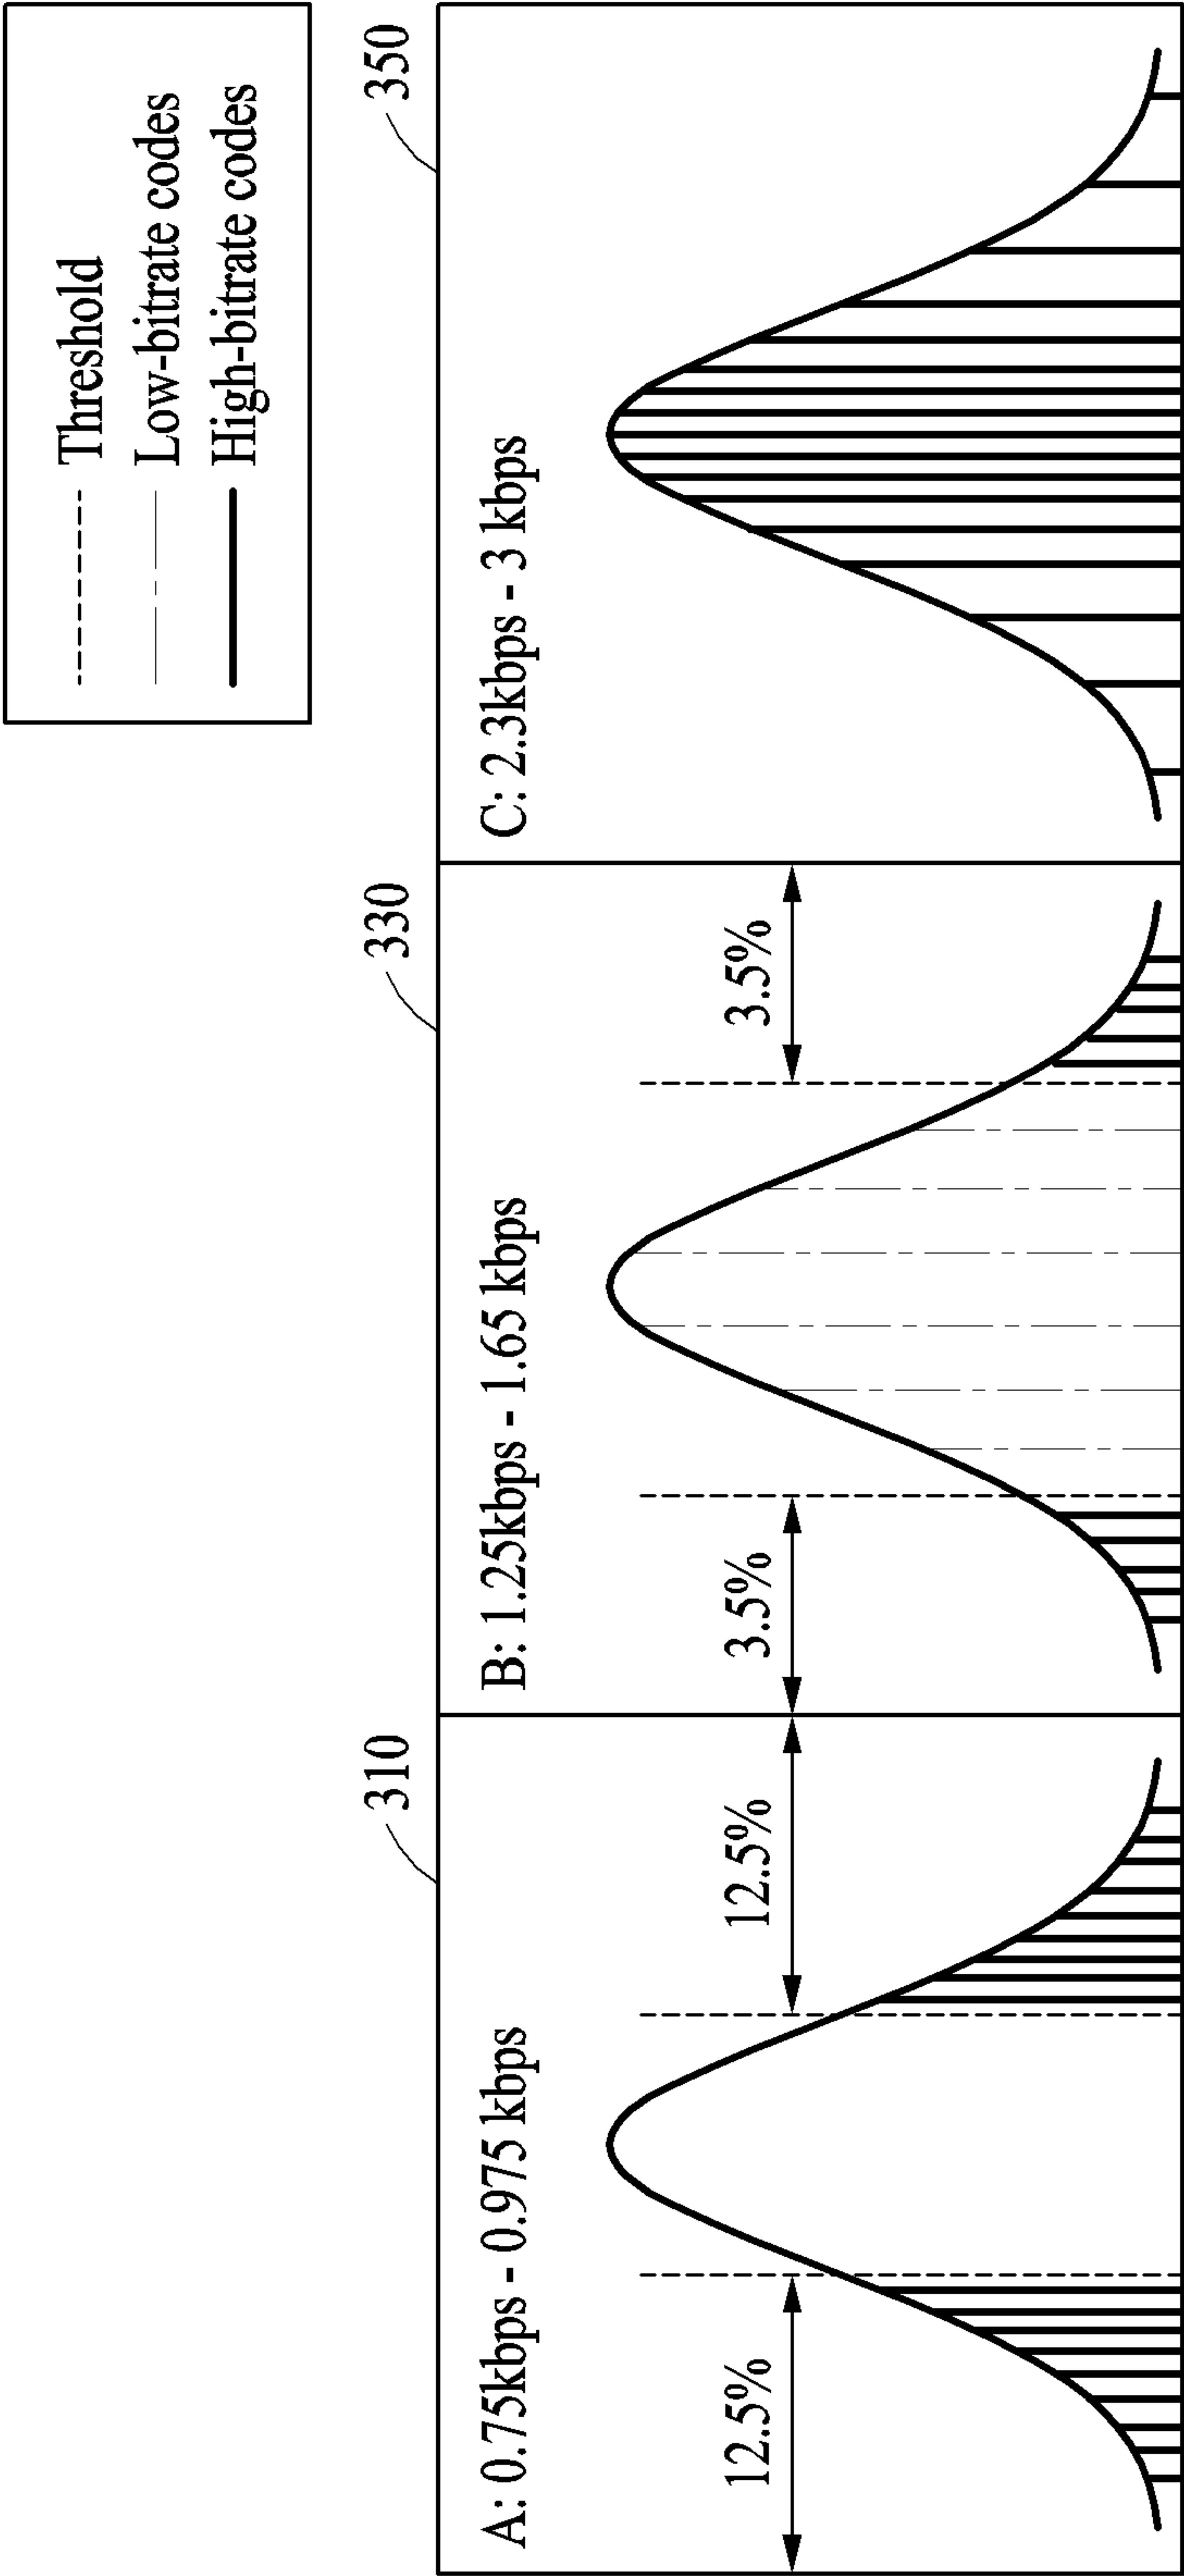 Threshold
Low-bitrate codes
High-bitrate codes
310
330
350
A: 0.75kbps - 0.975 kbps
B: 1.25kbps - 1.65 kbps
C: 2.3kbps - 3 kbps
12.5%
12.5%
3.5%
3.5%